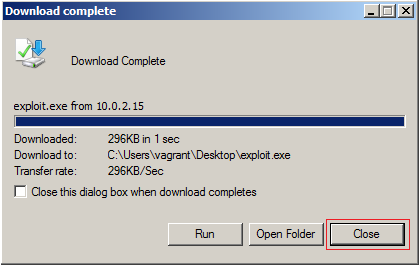 Download complete
Download Complete
exploit.exe from 10.0.2.15
Downloaded: 296KB in 1 sec
Download to: C:\Users\vagrant\Desktop\exploit.exe
Transfer rate: 296KB/Sec
Close this dialog box when download completes
Run Open Folder Close